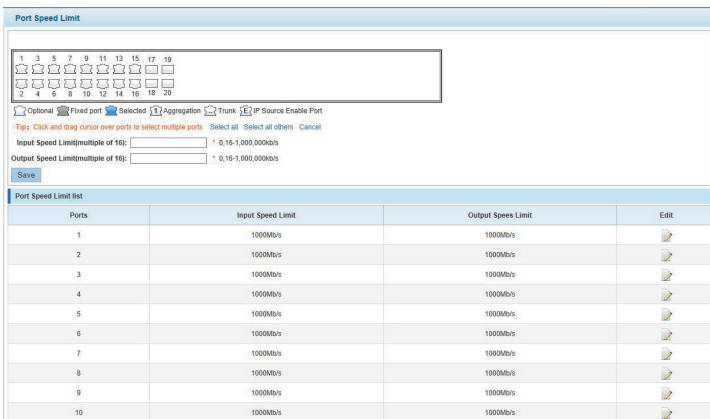 Port Speed Limit
1 3 5 7 9 11 13 15 17 19
2 4 6 8 10 12 14 16 18 20
Optional Fixed port Selected 1 Aggregation ... Trunk E IP Source Enable Port
Tip: Click and drag cursor over ports to select multiple ports Select all Select all others Cancel
Input Speed Limit(multiple of 16): * 0,16-1,000,000kb/s
Output Speed Limit(multiple of 16): * 0,16-1,000,000kb/s
Save
Port Speed Limit list
Ports Input Speed Limit Output Spees Limit Edit
1 1000Mb/s 1000Mb/s
2 1000Mb/s 1000Mb/s
3 1000Mb/s 1000Mb/s
4 1000Mb/s 1000Mb/s
5 1000Mb/s 1000Mb/s
6 1000Mb/s 1000Mb/s
7 1000Mb/s 1000Mb/s
8 1000Mb/s 1000Mb/s
9 1000Mb/s 1000Mb/s
10 1000Mb/s 1000Mb/s